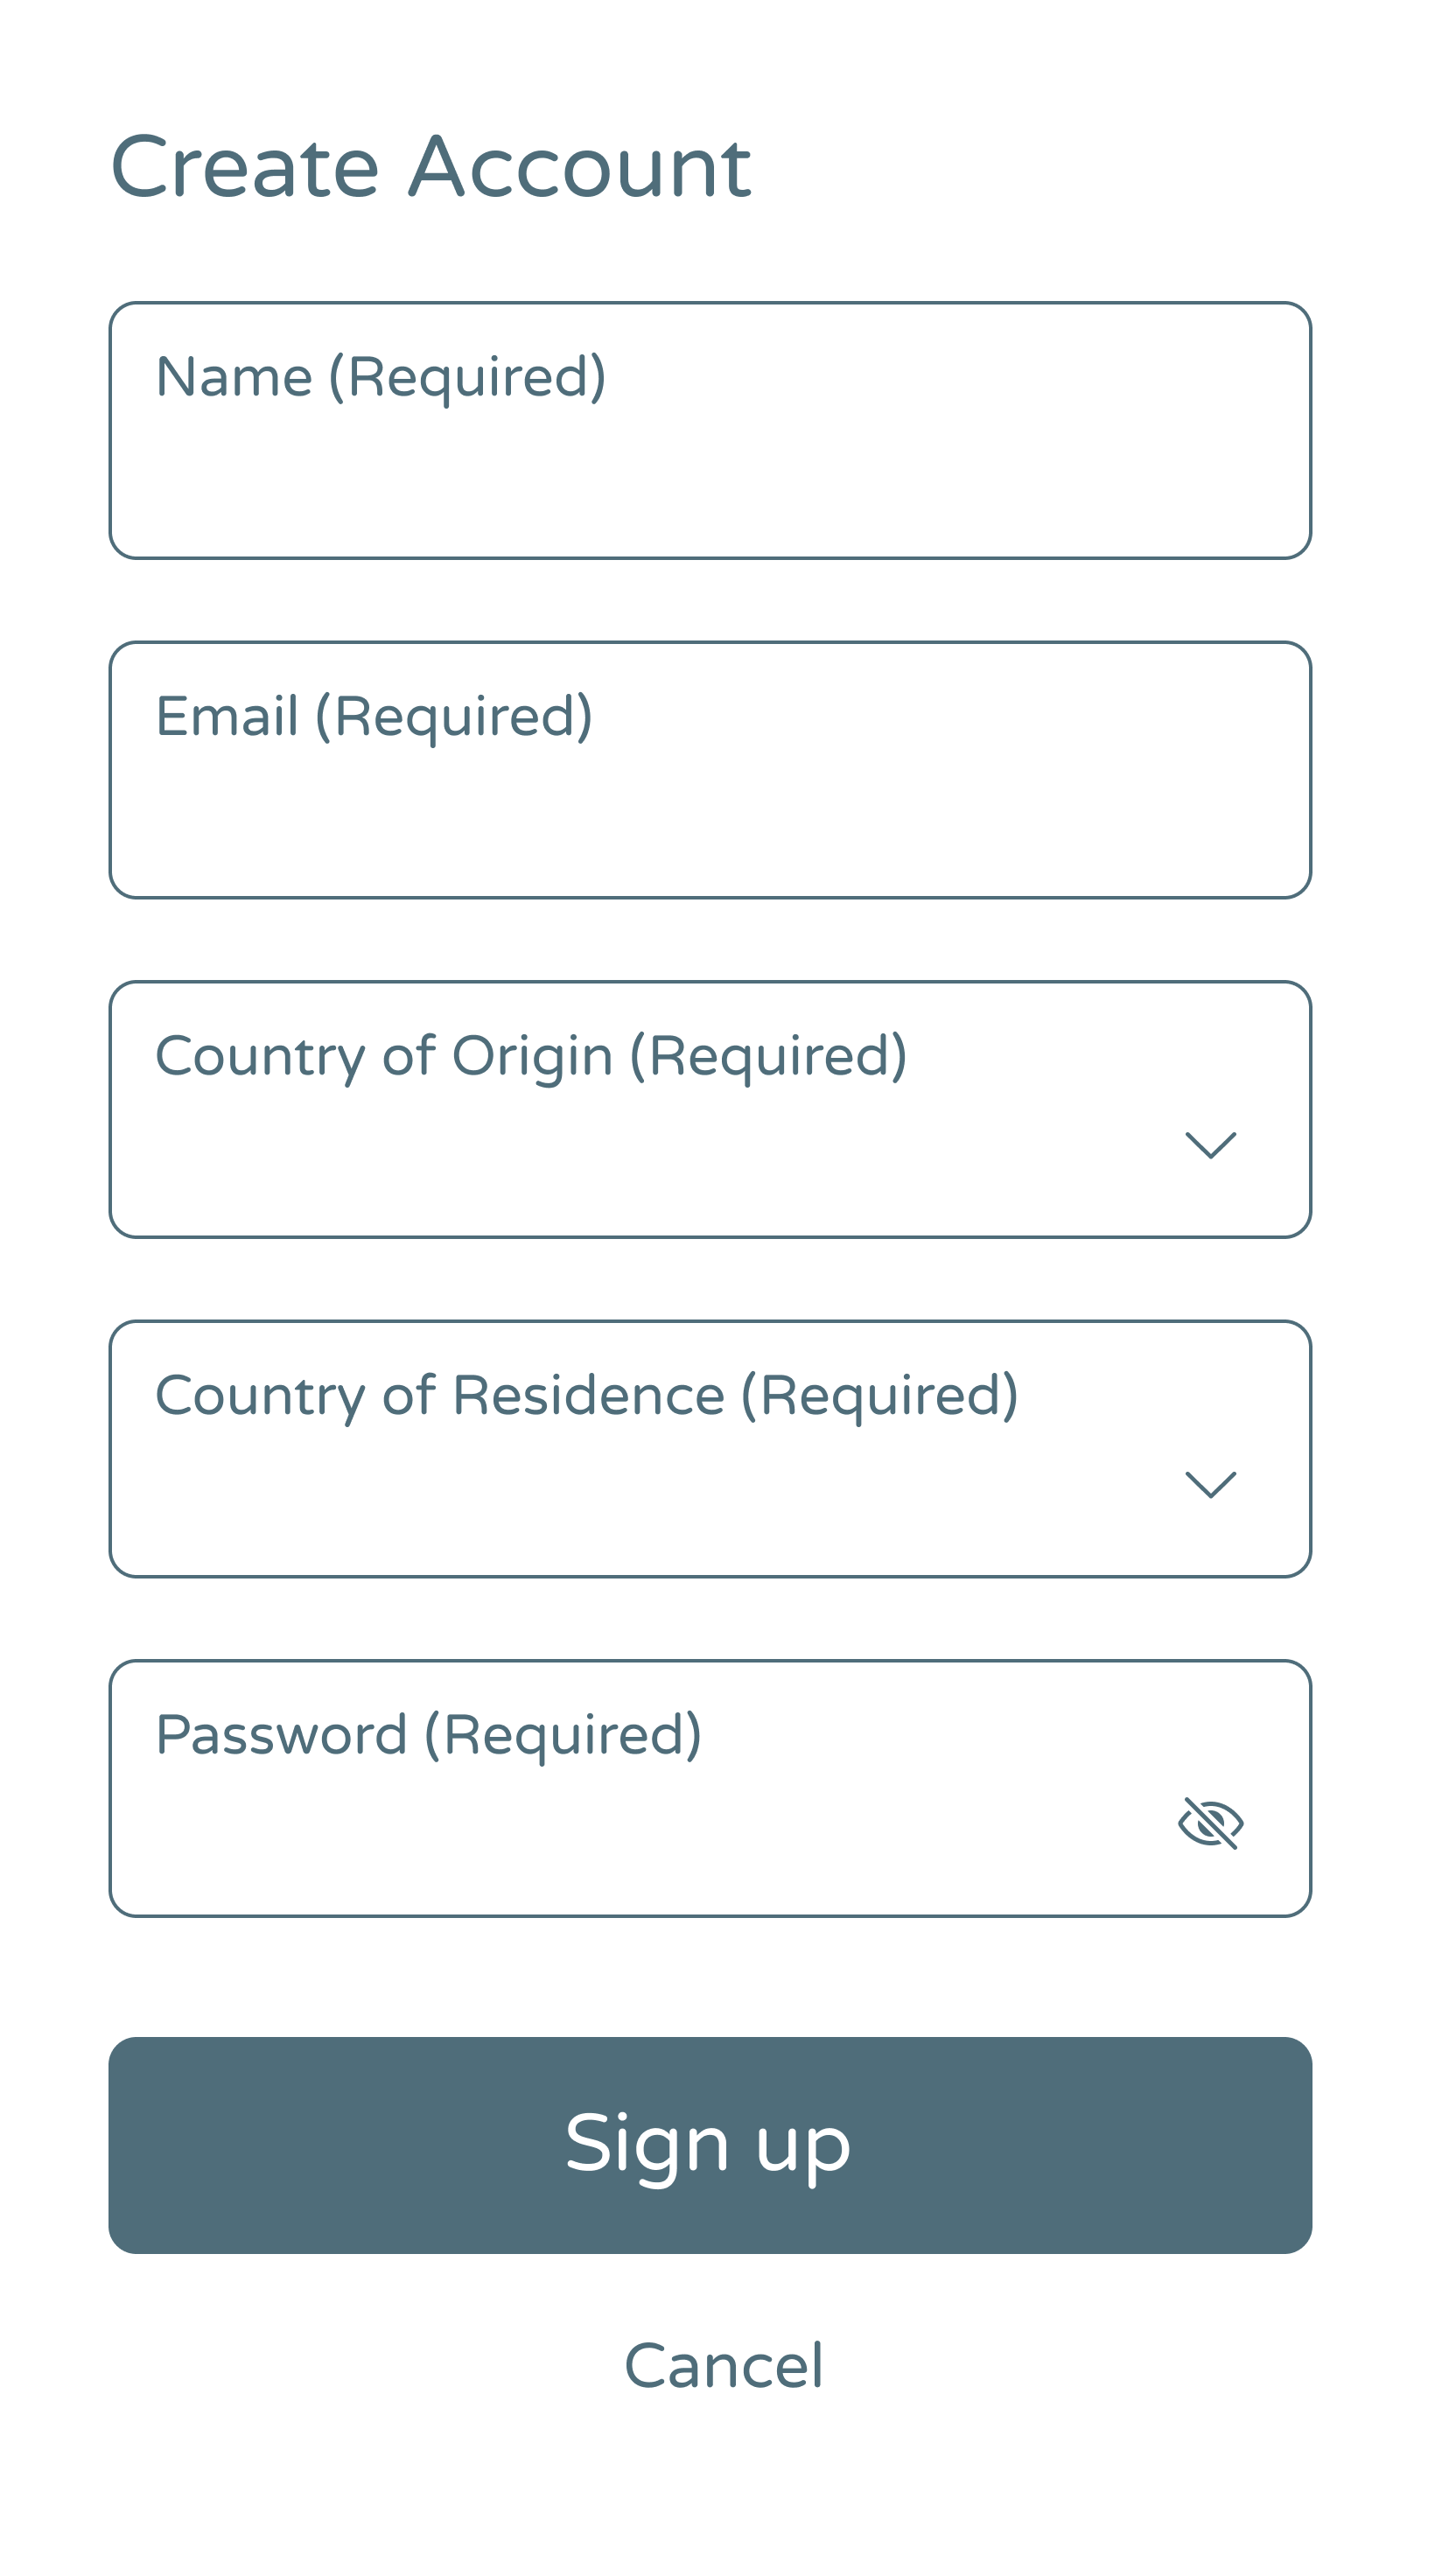 Create Account
Name (Required)
Email (Required)
Country of Origin (Required)
Country of Residence (Required)
Password (Required)
Sign up
Cancel